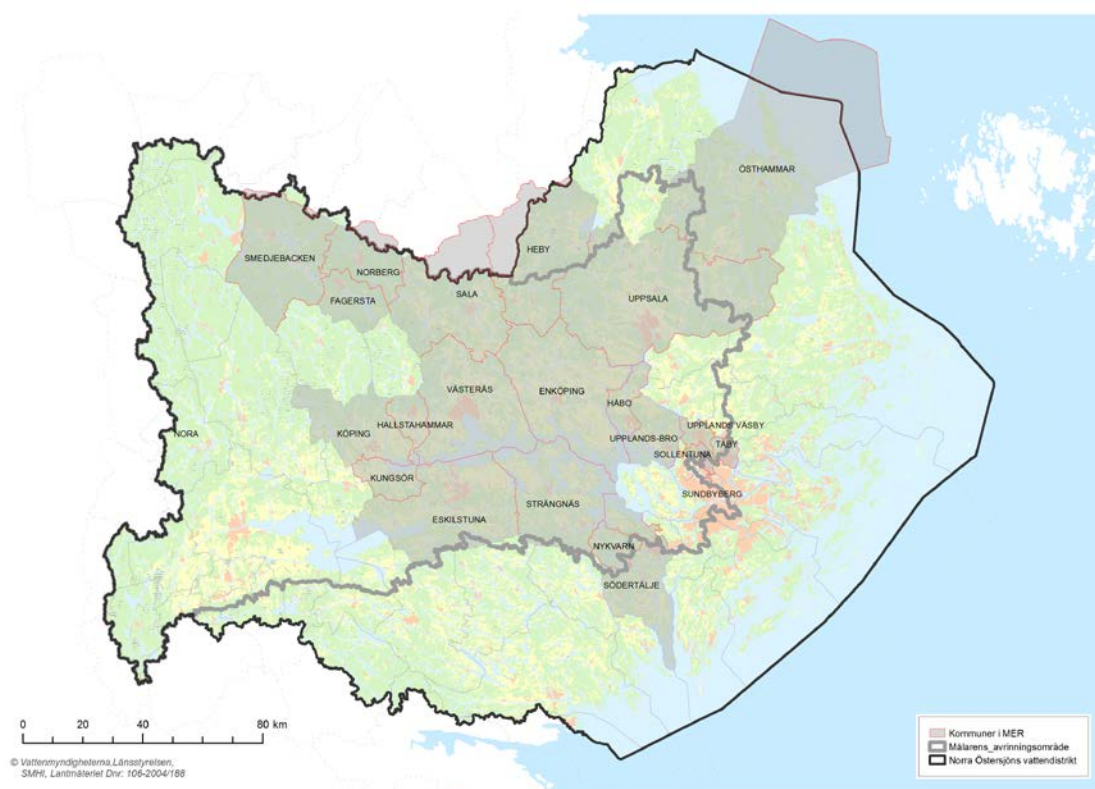 ÖSTHAMMAR
HEBY
SMEDJEBACKEN
NORBERG
FAGERSTA
SALA
UPPSALA
VÄSTERÅS
ENKÖPING
HÅBO
HALLSTAHAMMAR
KÖPING
NORA
UPPLANDS VÄSBY
UPPLANDS-BRO
TÄBY
SOLLENTUNA
KUNGSÖR
SUNDBYBERG
STRÄNGNÄS
ESKILSTUNA
NYKVARN
SÖDERTÄLJE
0 20 40 80 km
© Vattenmyndigheterna,Länsstyrelsen,
SMHI, Lantmäteriet Dnr: 106-2004/188
Kommuner i MER
Mälarens_avrinningsområde
Norra Östersjöns vattendistrikt